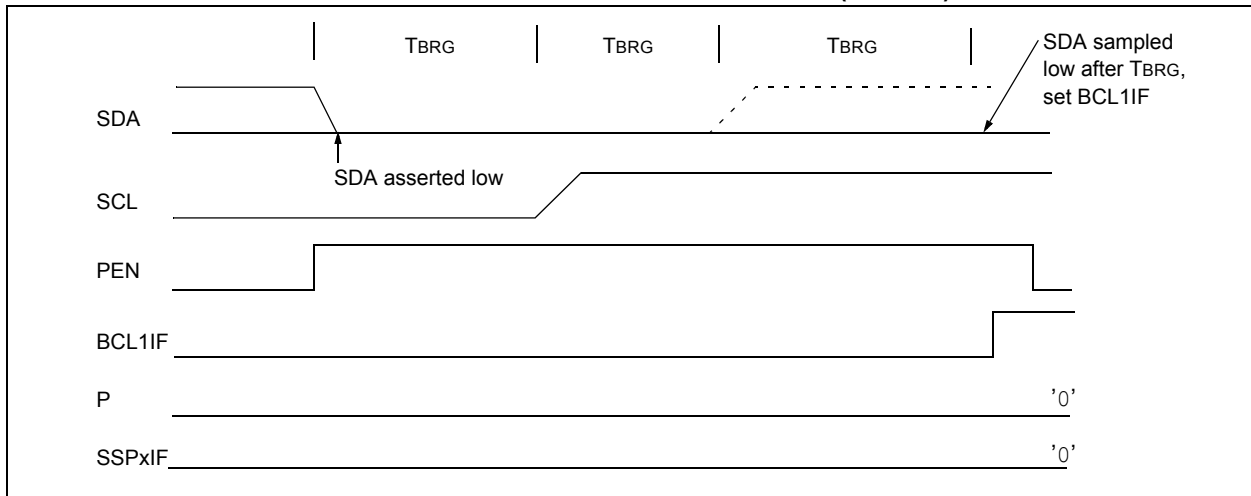 TBRG TBRG TBRG
SDA sampled
low after TBRG,
set BCL1IF
SDA
SDA asserted low
SCL
PEN
BCL1IF
P '0'
SSPxIF '0'